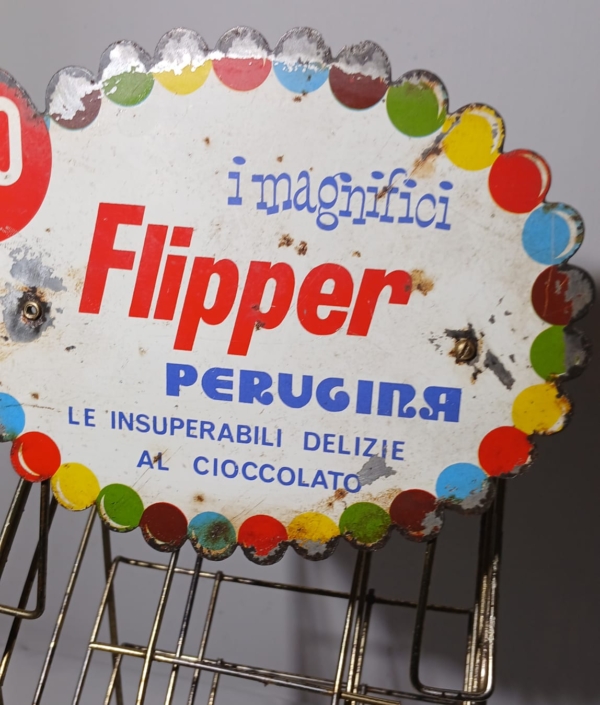 i magnifici
Flipper
PERUGINA
LE INSUPERABILI DELIZIE
AL CIOCCOLATO